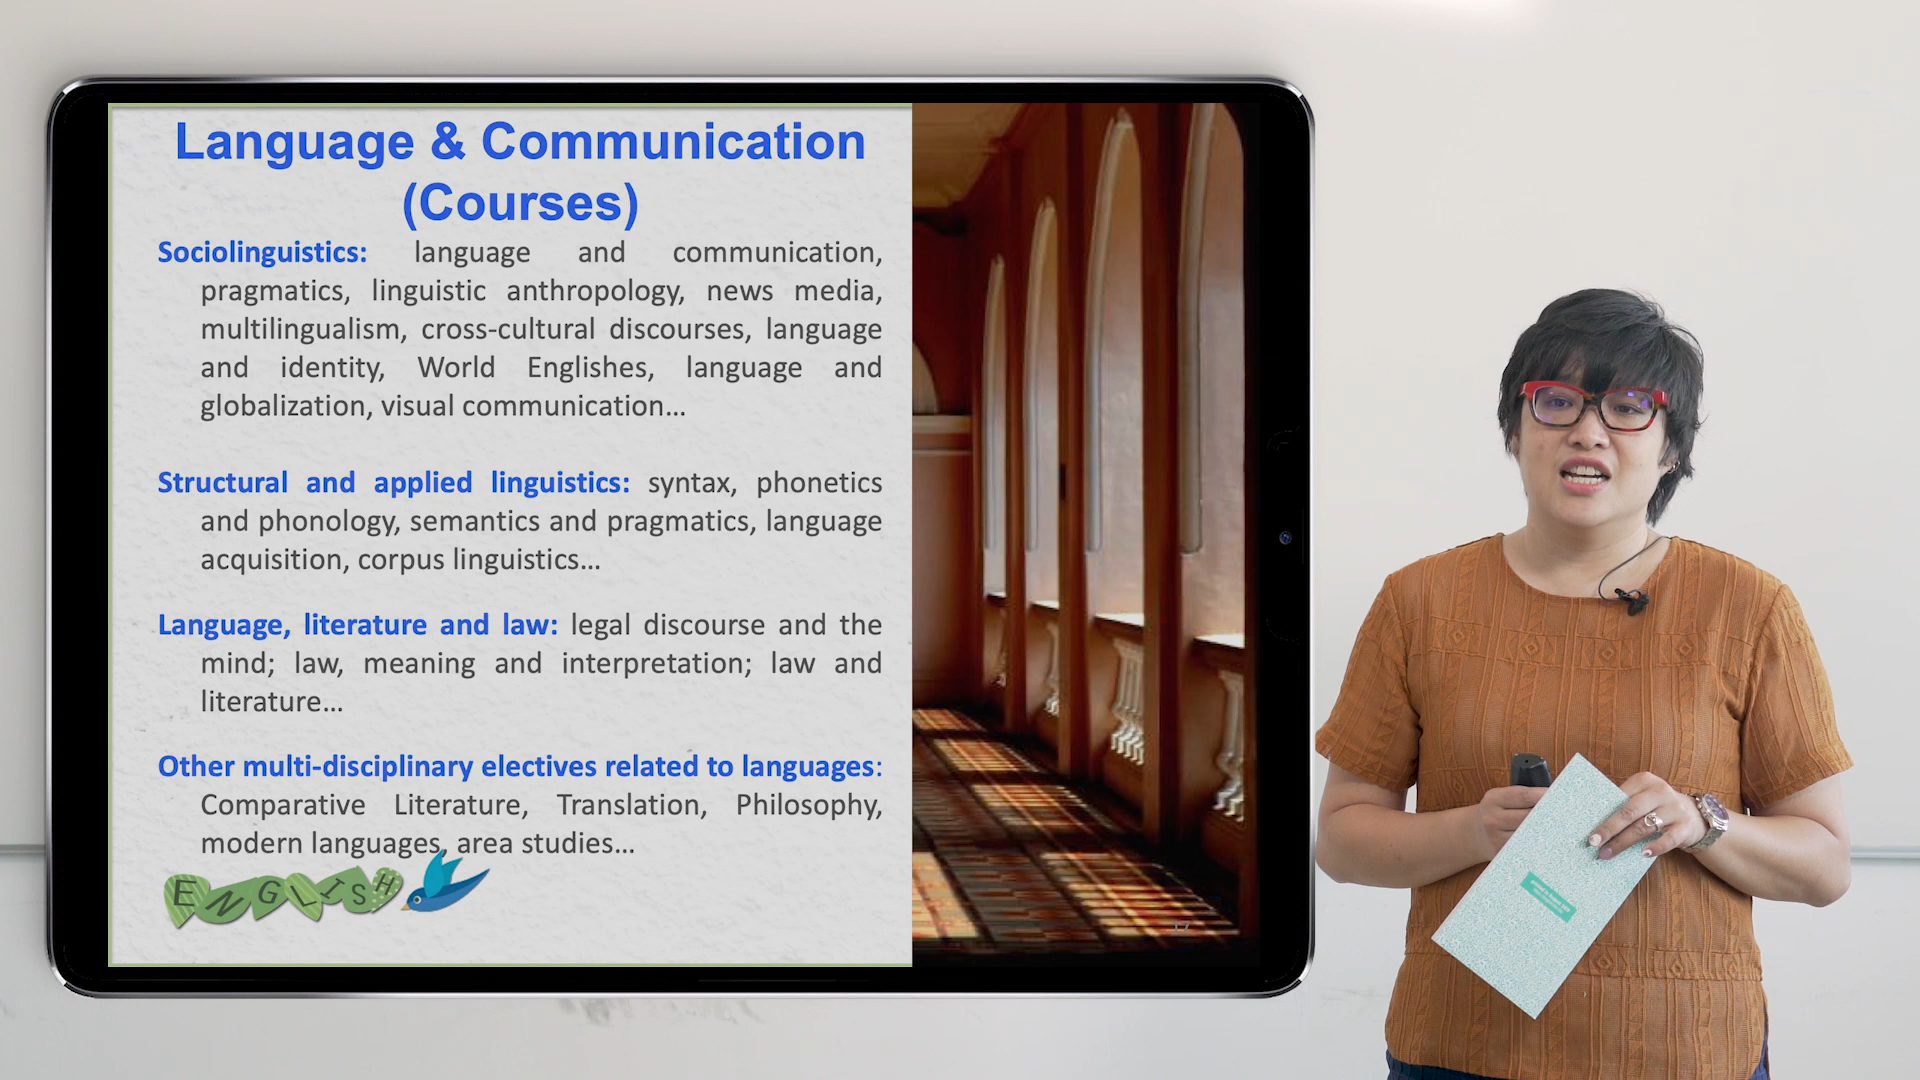 Language & Communication
(Courses)
Sociolinguistics: language and communication,
pragmatics, linguistic anthropology, news media,
multilingualism, cross-cultural discourses, language
and identity, World Englishes, language and
globalization, visual communication...
Structural and applied linguistics: syntax, phonetics
and phonology, semantics and pragmatics, language
acquisition, corpus linguistics...
Language, literature and law: legal discourse and the
mind; law, meaning and interpretation; law and
literature...
Other multi-disciplinary electives related to languages:
Comparative Literature, Translation, Philosophy,
modern languages, area studies...
ENGLISH
17